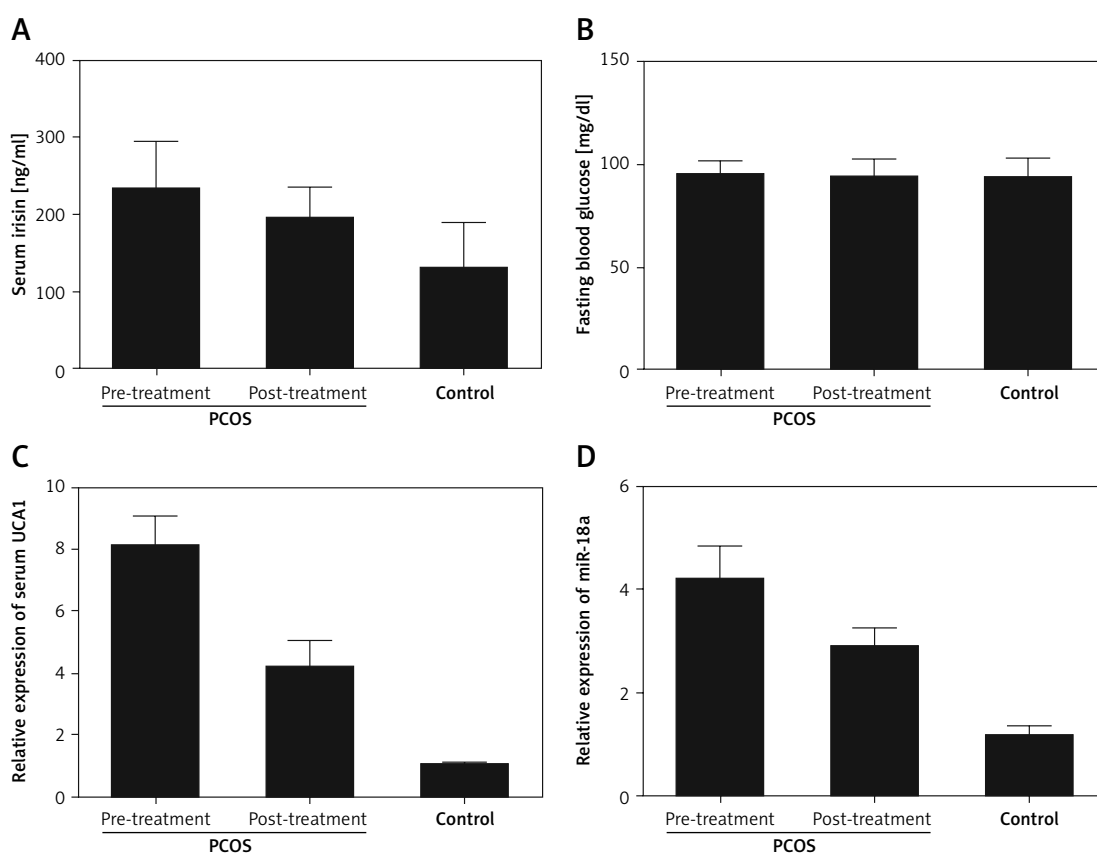 A
Serum irisin [ng/ml]
400
300
200
100
0
Pre-treatment Post-treatment Control
PCOS
B
Fasting blood glucose [mg/dl]
150
100
50
0
Pre-treatment Post-treatment Control
PCOS
C
Relative expression of serum UCA1
10
8
6
4
2
0
Pre-treatment Post-treatment Control
PCOS
D
Relative expression of miR-18a
6
4
2
0
Pre-treatment Post-treatment Control
PCOS